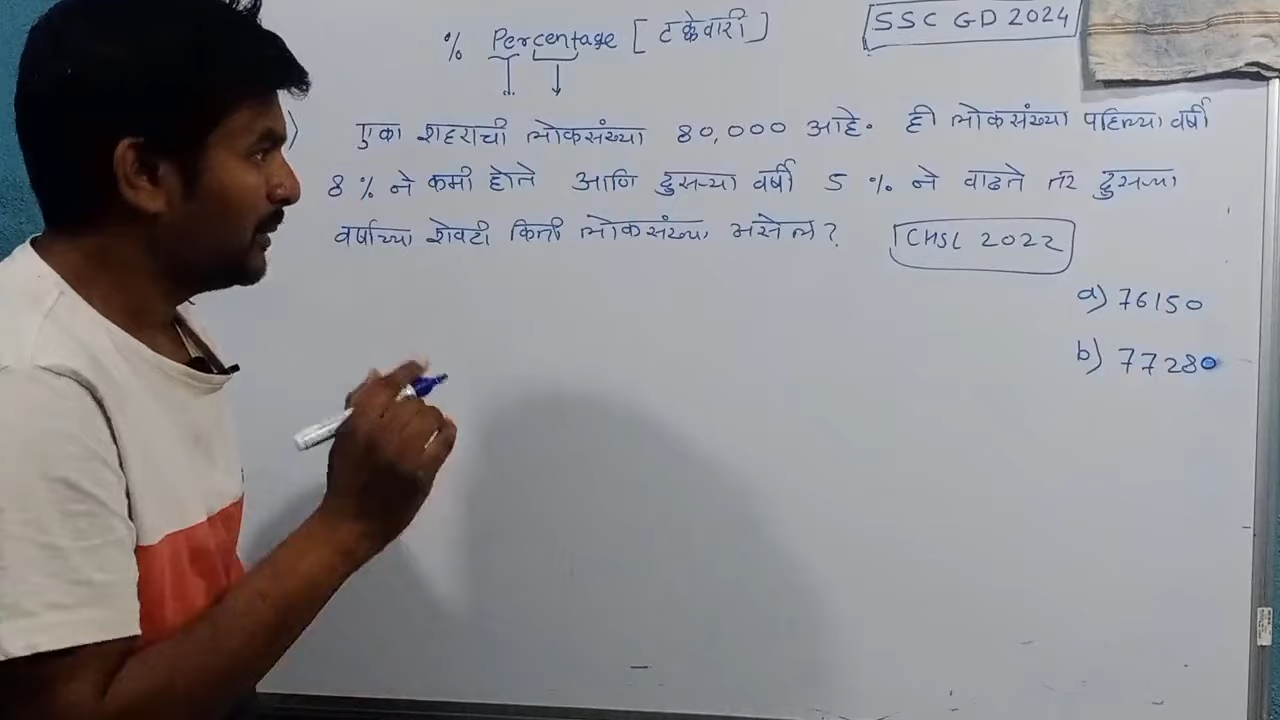 % Percentage [ टक्केवारी ]
SSC GD 2024
) एका शहराची लोकसंख्या 80,000 आहे. ही लोकसंख्या पहिल्या वर्षी
8 % ने कमी होते आणि दुसऱ्या वर्षी 5 % ने वाढते तर दुसऱ्या
वर्षाच्या शेवटी किती लोकसंख्या असेल?
CHSL 2022
a) 76150
b) 77280